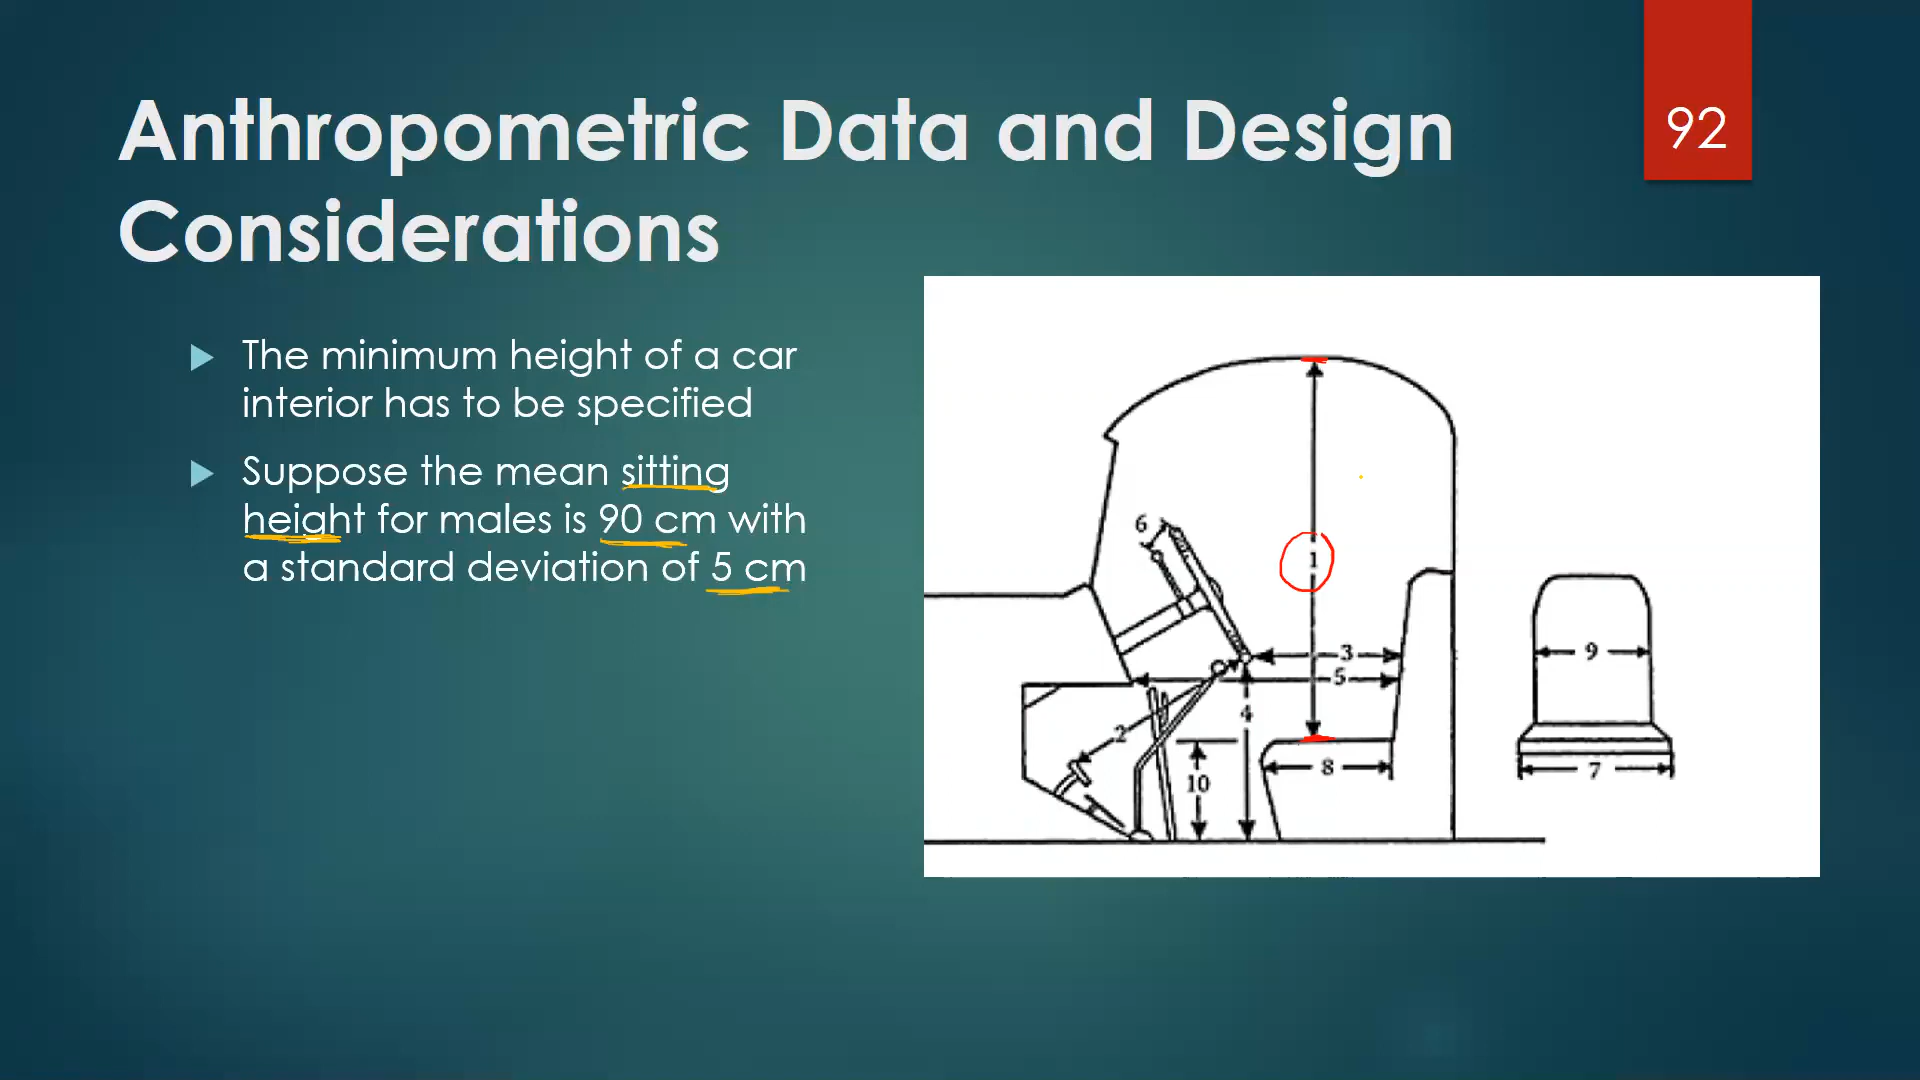 Anthropometric Data and Design
Considerations
92
The minimum height of a car
interior has to be specified
Suppose the mean sitting
height for males is 90 cm with
a standard deviation of 5 cm
6
1
3
5
4
2
10
8
9
7